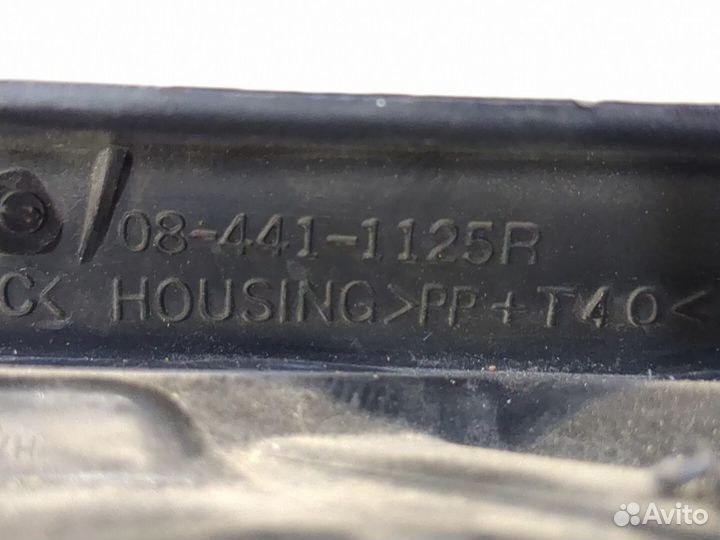 08-441-1125R
C< HOUSING>PP+T40<
Avito